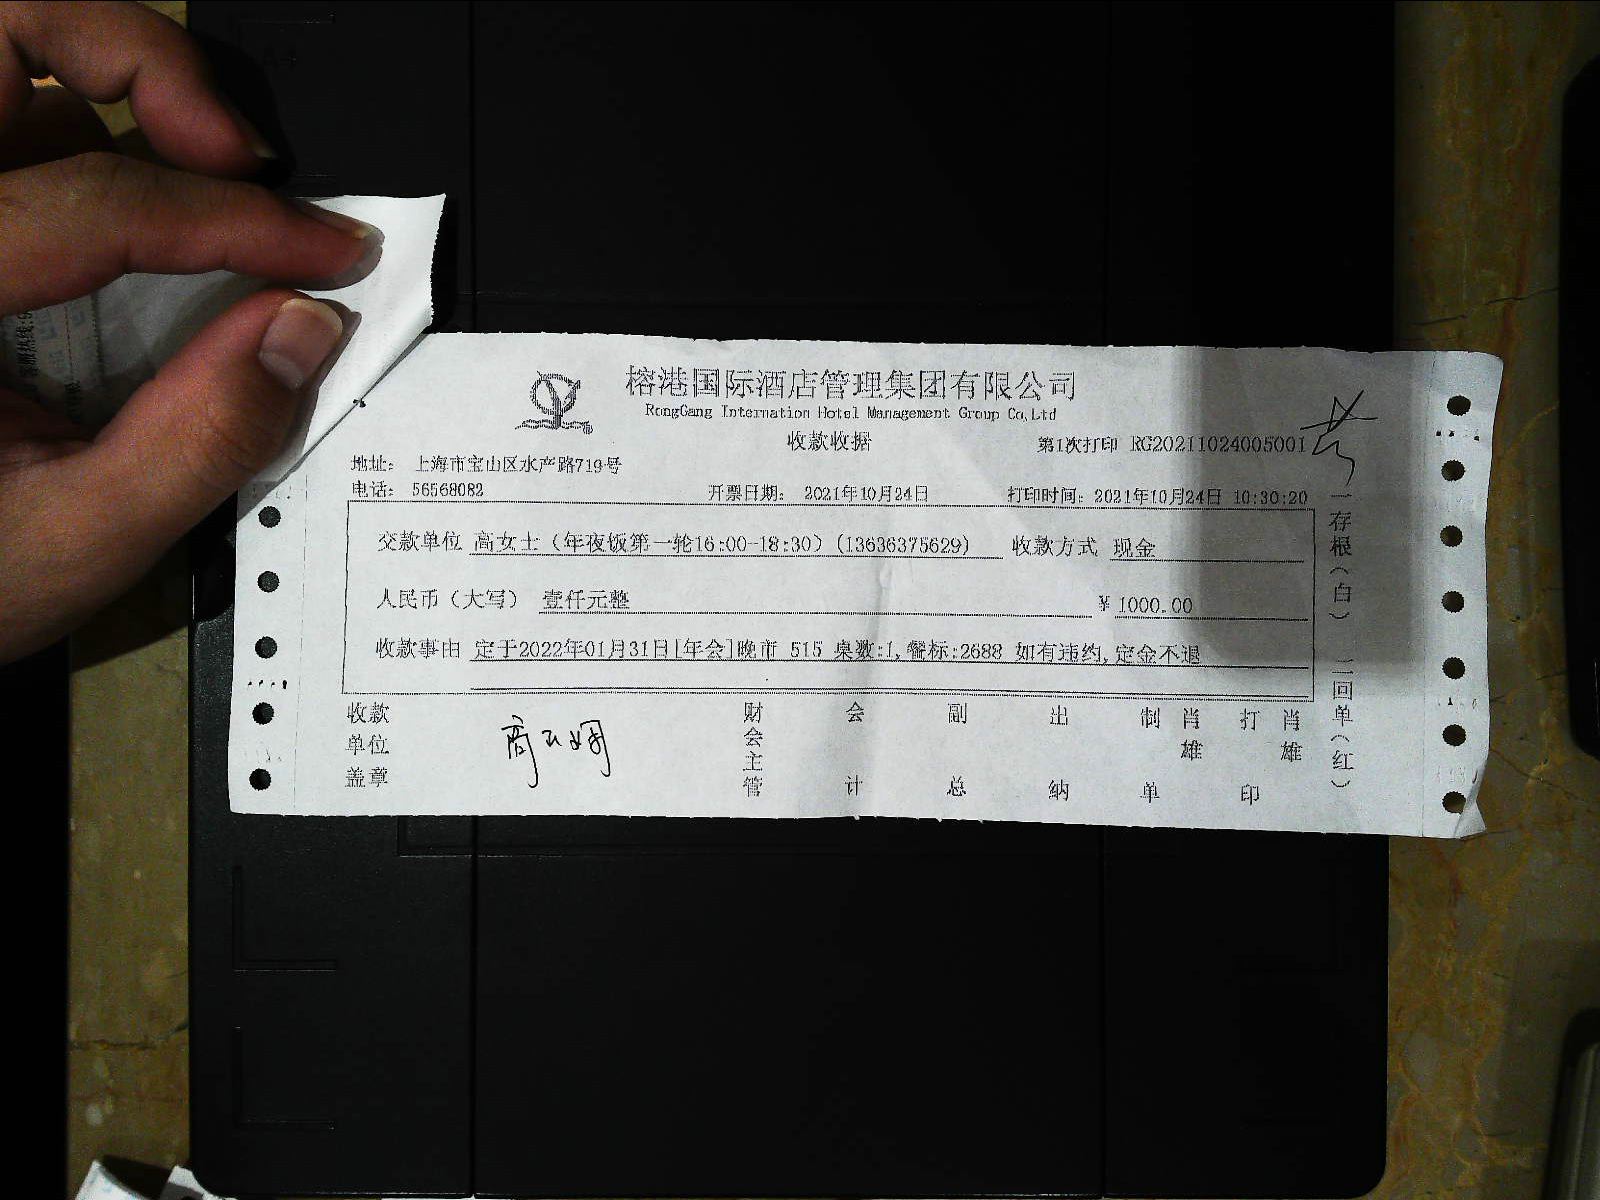 榕港国际酒店管理集团有限公司
RongGang Internation Hotel Management Group Co,Ltd
收款收据
第1次打印 RG20211024005001
地址： 上海市宝山区水产路719号
电话： 56568082
开票日期： 2021年10月24日
打印时间：2021年10月24日 10:30:20
交款单位 高女士（年夜饭第一轮16:00-18:30）(13636375629) 收款方式 现金
人民币（大写） 壹仟元整 ¥ 1000.00
收款事由 定于2022年01月31日[年会]晚市 515 桌数:1,餐标:2688 如有违约,定金不退
收款单位盖章
财会主管 会计 副总 出纳 制单 肖雄 打印 肖雄
一存根（白） 二回单（红）
A4
客服热线: